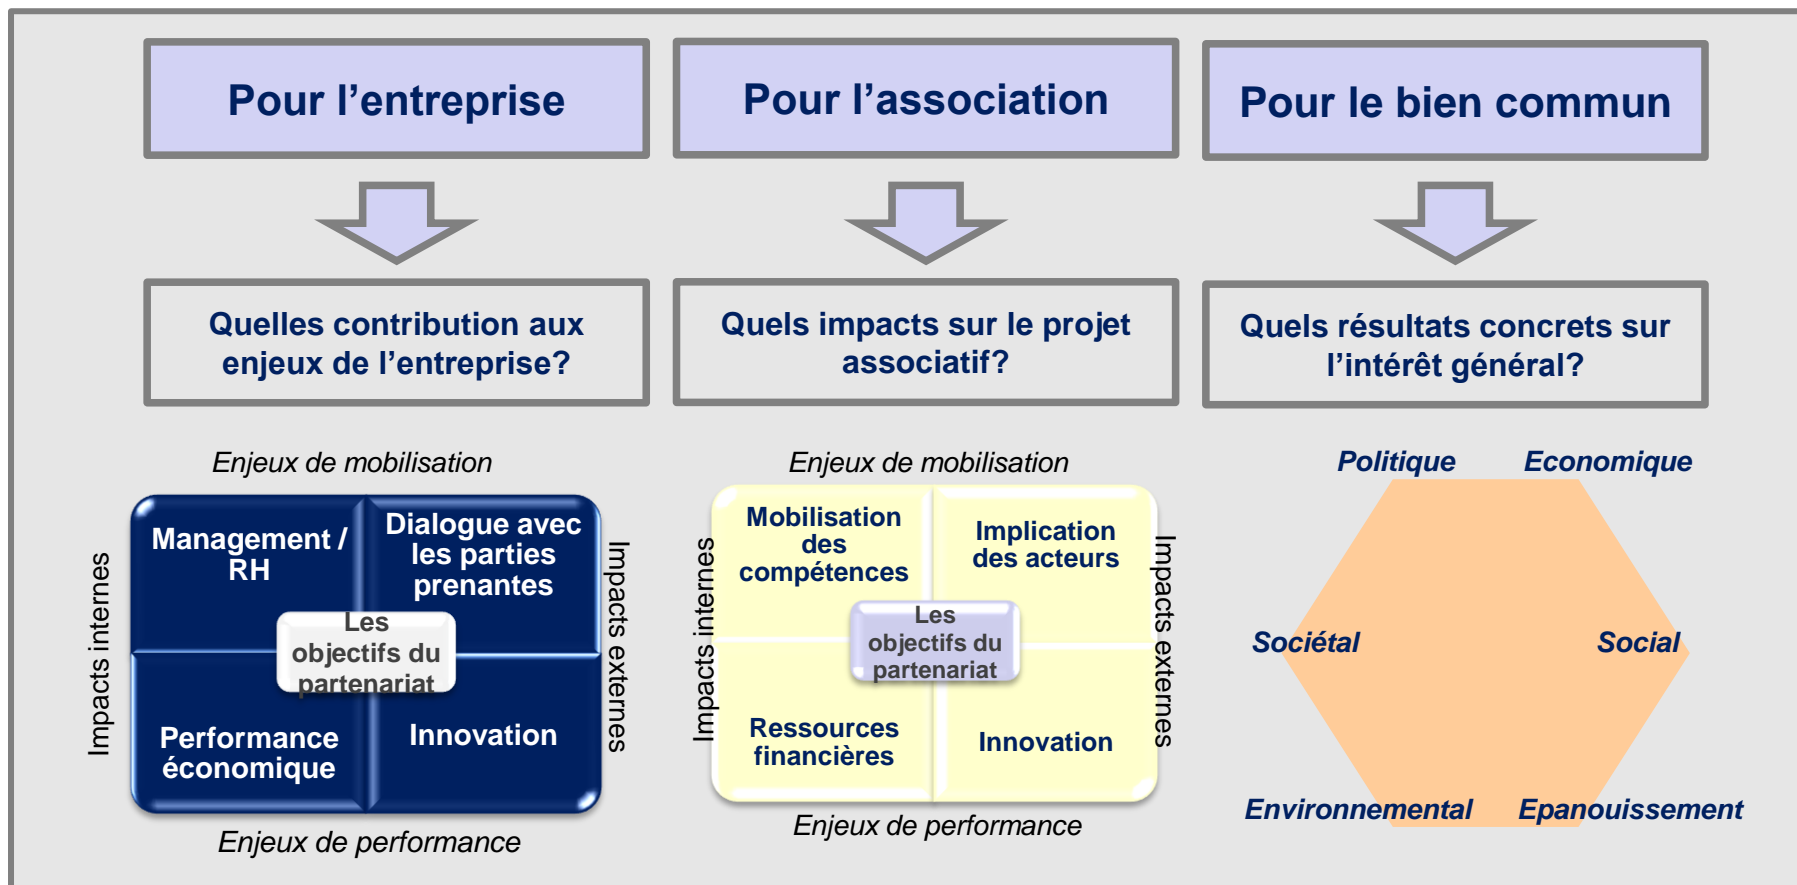 Pour l’entreprise
Pour l’association
Pour le bien commun
Quelles contribution aux
enjeux de l’entreprise?
Quels impacts sur le projet
associatif?
Quels résultats concrets sur
l’intérêt général?
Enjeux de mobilisation
Impacts internes
Management /
RH
Dialogue avec
les parties
prenantes
Les
objectifs du
partenariat
Performance
économique
Innovation
Impacts externes
Enjeux de performance
Enjeux de mobilisation
Impacts internes
Mobilisation
des
compétences
Implication
des acteurs
Les
objectifs du
partenariat
Ressources
financières
Innovation
Impacts externes
Enjeux de performance
Politique
Economique
Sociétal
Social
Environnemental
Epanouissement